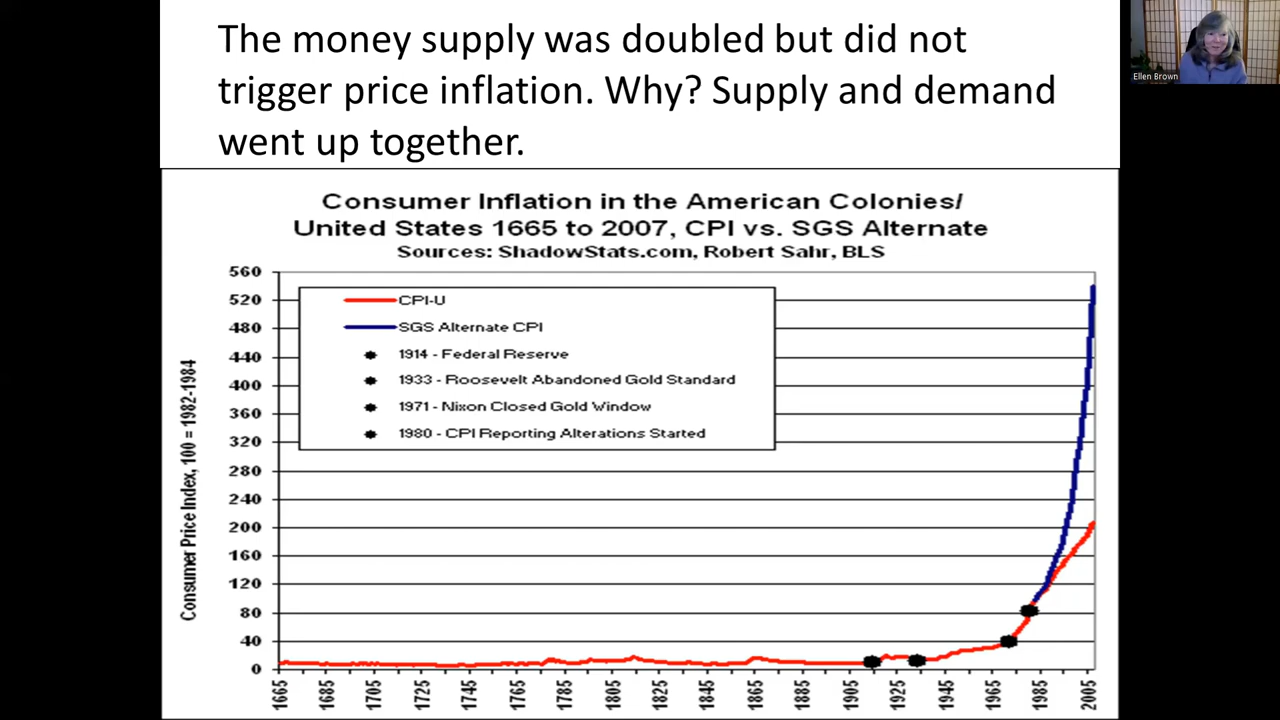 The money supply was doubled but did not
trigger price inflation. Why? Supply and demand
went up together.
Ellen Brown
Consumer Inflation in the American Colonies/
United States 1665 to 2007, CPI vs. SGS Alternate
Sources: ShadowStats.com, Robert Sahr, BLS
Consumer Price Index, 100 = 1982-1984
560
520
480
440
400
360
320
280
240
200
160
120
80
40
0
CPI-U
SGS Alternate CPI
1914 - Federal Reserve
1933 - Roosevelt Abandoned Gold Standard
1971 - Nixon Closed Gold Window
1980 - CPI Reporting Alterations Started
1665 1685 1705 1725 1745 1765 1785 1805 1825 1845 1865 1885 1905 1925 1945 1965 1985 2005